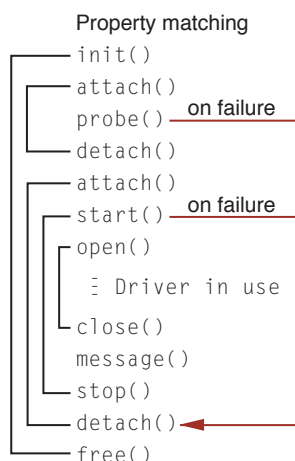 Property matching
init()
attach()
probe() on failure
detach()
attach()
start() on failure
open()
Driver in use
close()
message()
stop()
detach()
free()